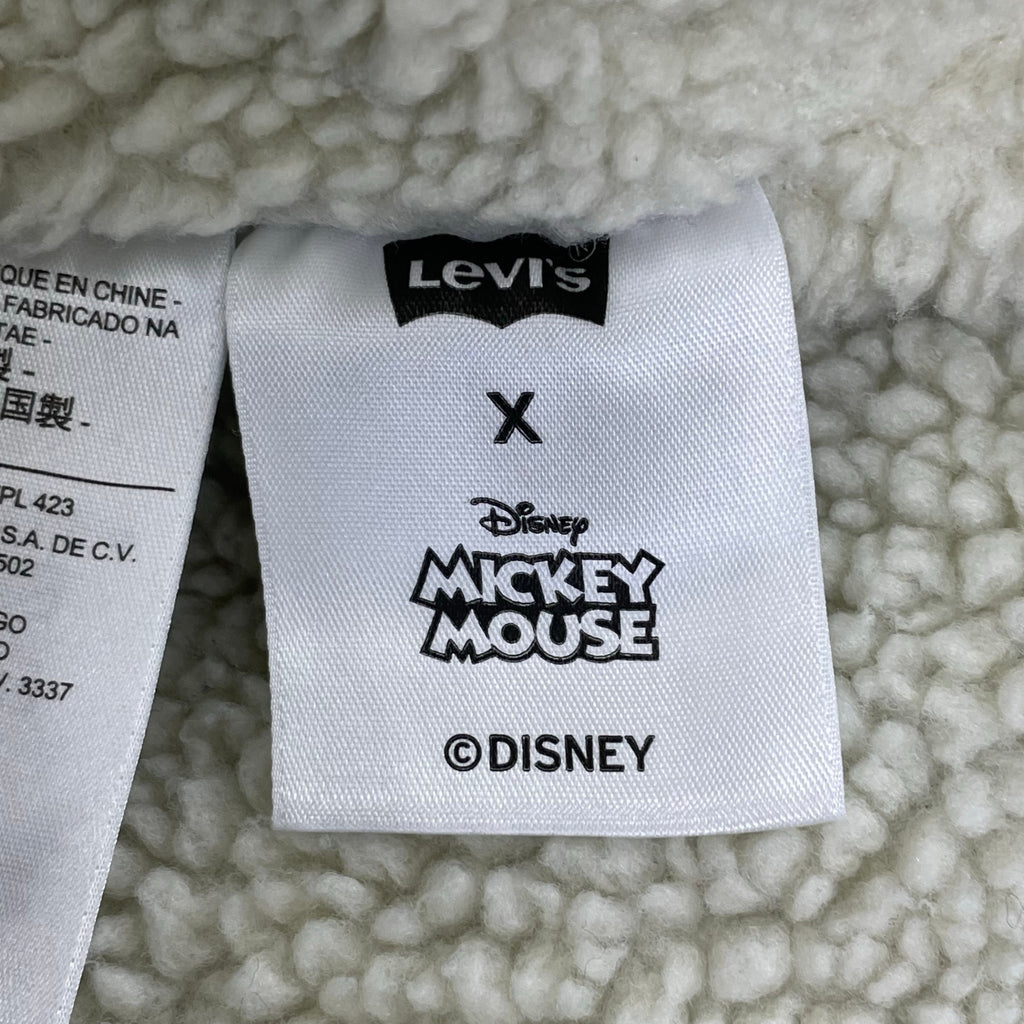 QUE EN CHINE -
FABRICADO NA
TAE -
製 -
国製 -
PL 423
S.A. DE C.V.
502
GO
O
V. 3337
LEVI'S®
X
DISNEY
MICKEY
MOUSE
©DISNEY